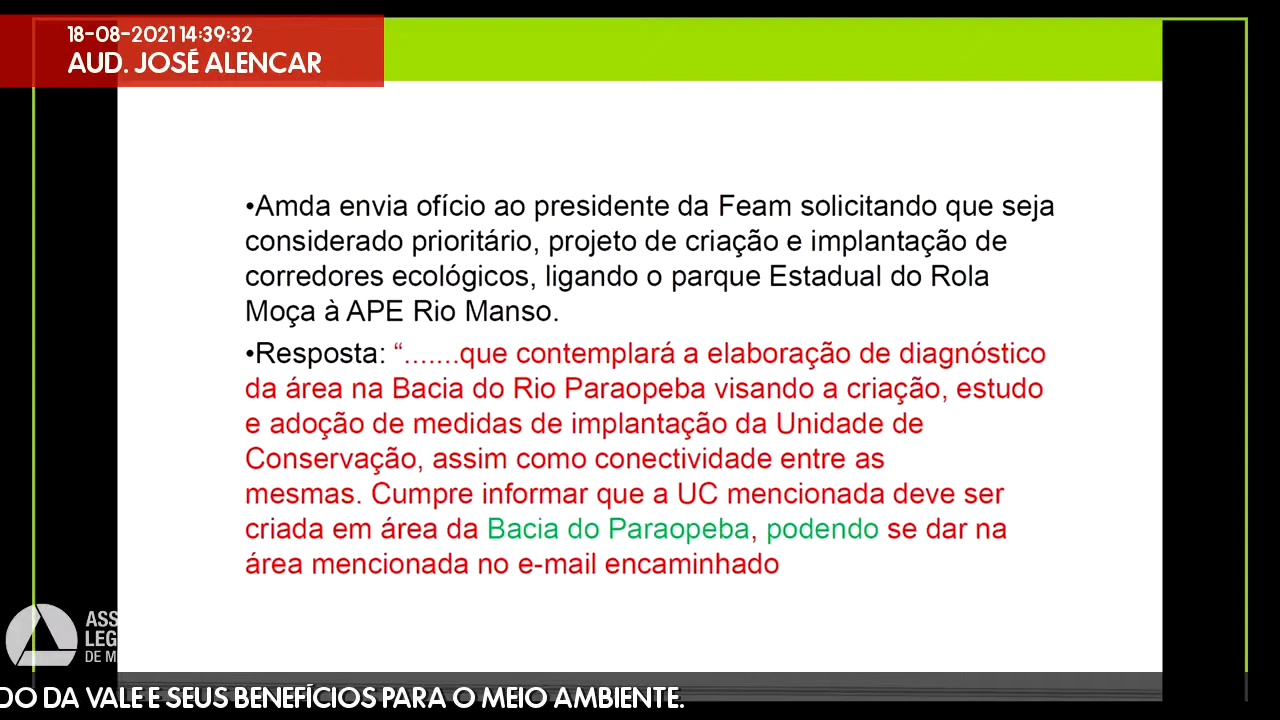 18-08-2021 14:39:32
AUD. JOSÉ ALENCAR
•Amda envia ofício ao presidente da Feam solicitando que seja
considerado prioritário, projeto de criação e implantação de
corredores ecológicos, ligando o parque Estadual do Rola
Moça à APE Rio Manso.
•Resposta: “.......que contemplará a elaboração de diagnóstico
da área na Bacia do Rio Paraopeba visando a criação, estudo
e adoção de medidas de implantação da Unidade de
Conservação, assim como conectividade entre as
mesmas. Cumpre informar que a UC mencionada deve ser
criada em área da Bacia do Paraopeba, podendo se dar na
área mencionada no e-mail encaminhado
ASS
LEG
DE M
DO DA VALE E SEUS BENEFÍCIOS PARA O MEIO AMBIENTE.